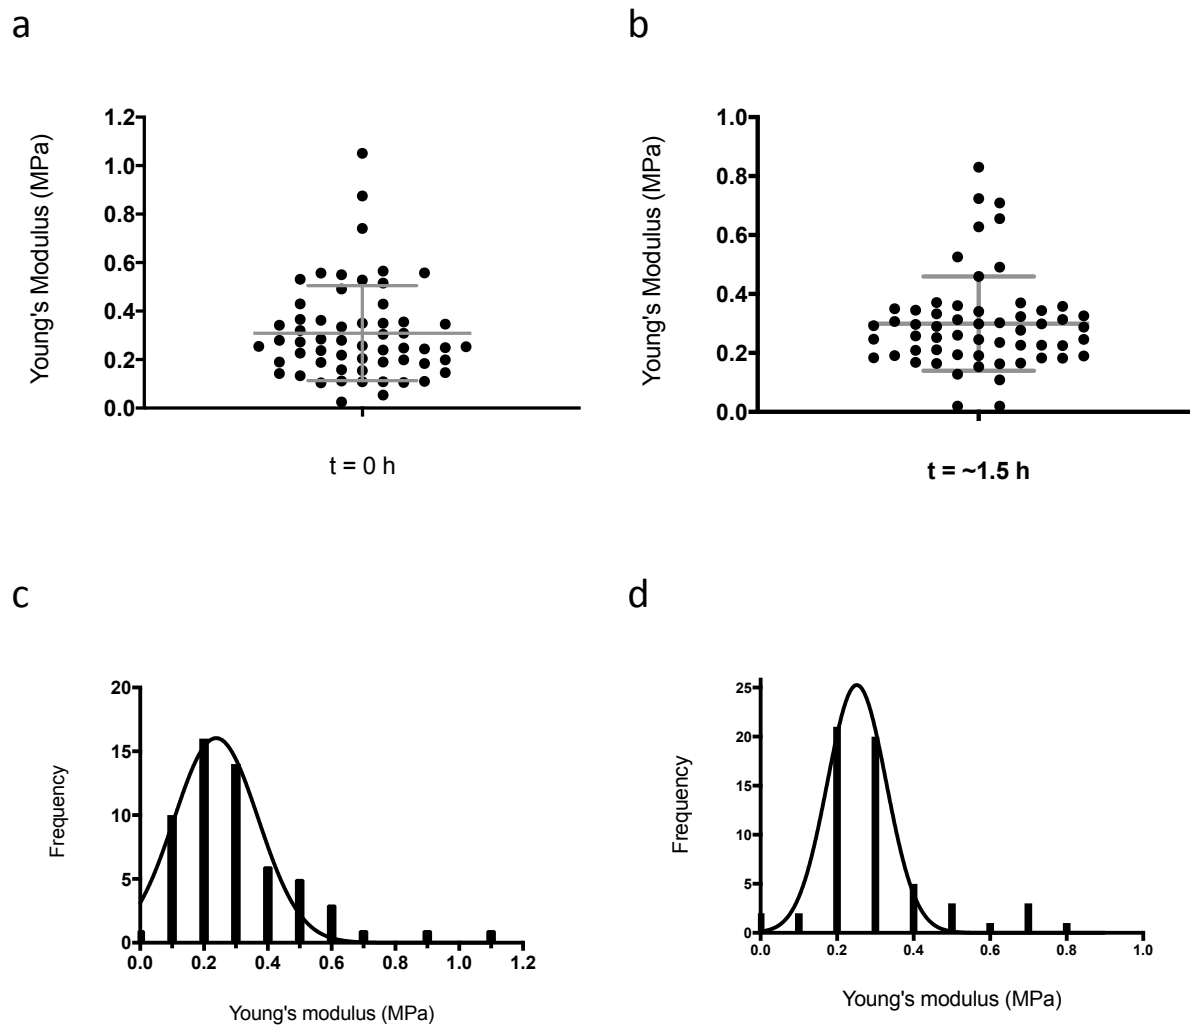 a
b
Young's Modulus (MPa)
1.2
1.0
0.8
0.6
0.4
0.2
0.0
t = 0 h
Young's Modulus (MPa)
1.0
0.8
0.6
0.4
0.2
0.0
t = ~1.5 h
c
d
Frequency
20
15
10
5
0
0.0 0.2 0.4 0.6 0.8 1.0 1.2
Young's modulus (MPa)
Frequency
25
20
15
10
5
0
0.0 0.2 0.4 0.6 0.8 1.0
Young's modulus (MPa)